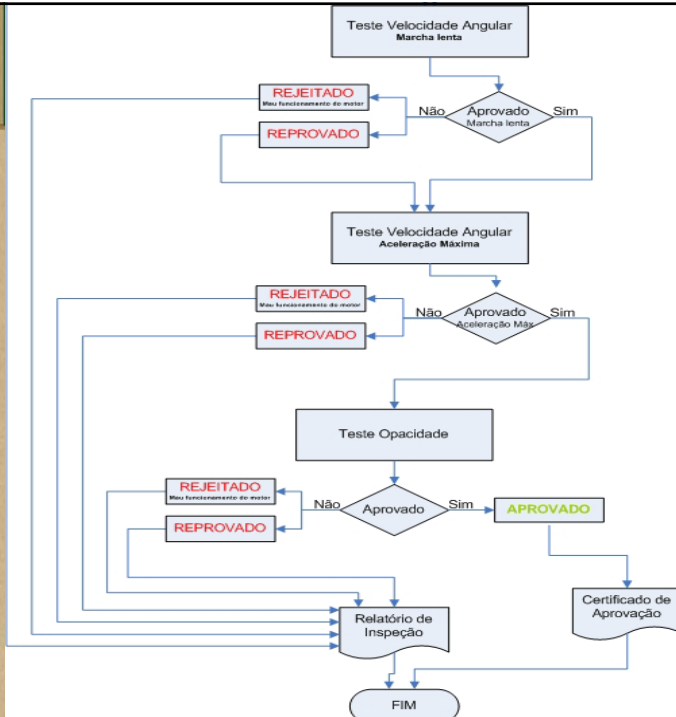 Teste Velocidade Angular
Marcha lenta
REJEITADO
Mau funcionamento do motor
Não
Aprovado
Marcha lenta
Sim
REPROVADO
Teste Velocidade Angular
Aceleração Máxima
REJEITADO
Mau funcionamento do motor
Não
Aprovado
Aceleração Máx
Sim
REPROVADO
Teste Opacidade
REJEITADO
Mau funcionamento do motor
Não
Aprovado
Sim
APROVADO
REPROVADO
Relatório de
Inspeção
Certificado de
Aprovação
FIM